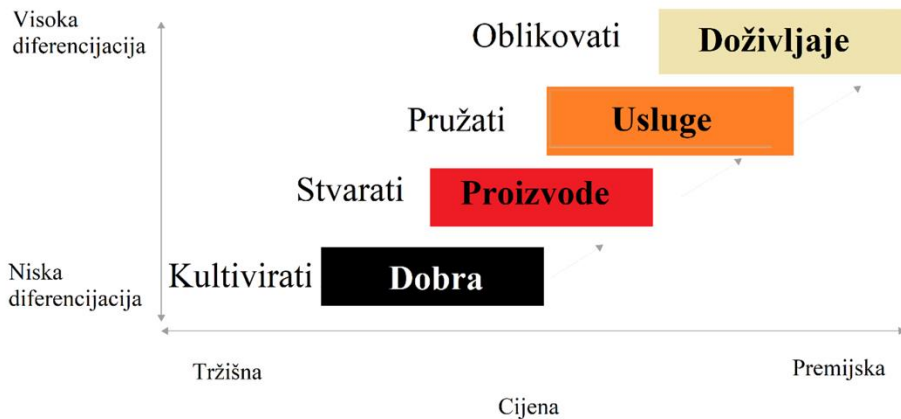 Visoka
diferencijacija
Oblikovati
Doživljaje
Pružati
Usluge
Stvarati
Proizvode
Niska
diferencijacija
Kultivirati
Dobra
Tržišna
Premijska
Cijena